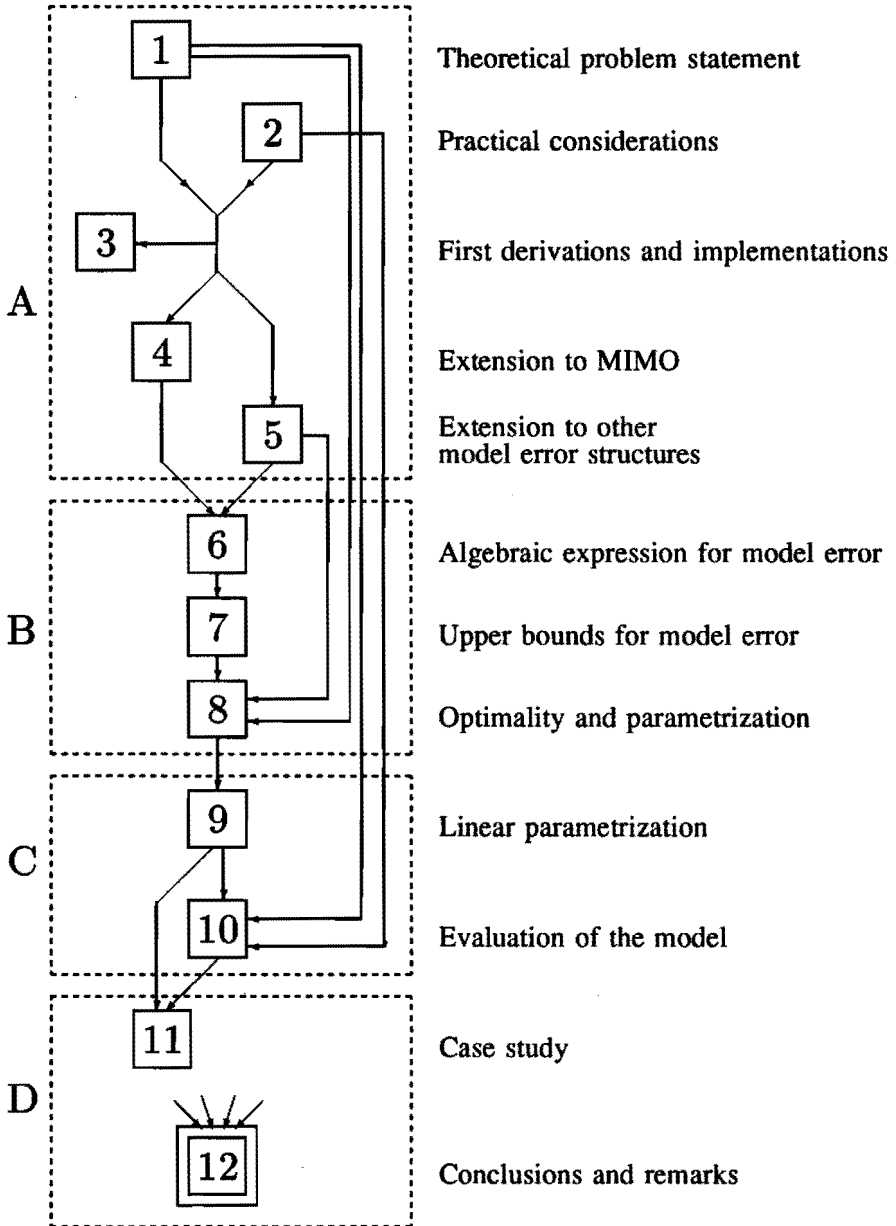 1 Theoretical problem statement
2 Practical considerations
3 First derivations and implementations
A
4 Extension to MIMO
5 Extension to other
model error structures
6 Algebraic expression for model error
B 7 Upper bounds for model error
8 Optimality and parametrization
9 Linear parametrization
C
10 Evaluation of the model
11 Case study
D
12 Conclusions and remarks